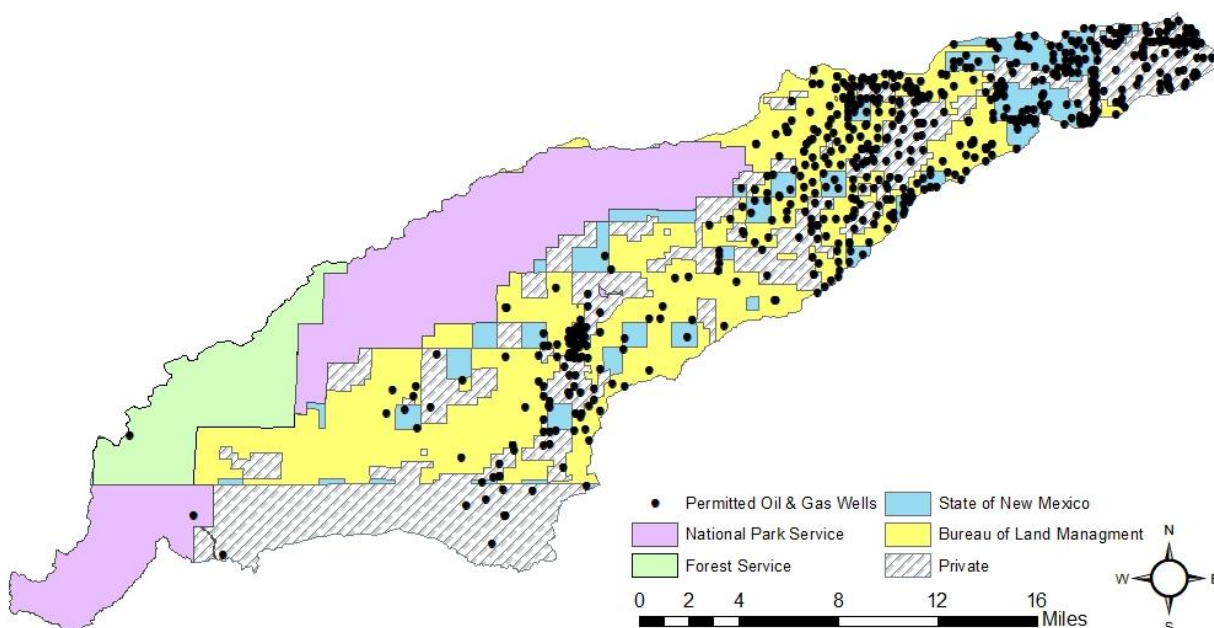 Permitted Oil & Gas Wells
State of New Mexico
National Park Service
Bureau of Land Managment
Forest Service
Private
N
W
E
S
0 2 4 8 12 16
Miles